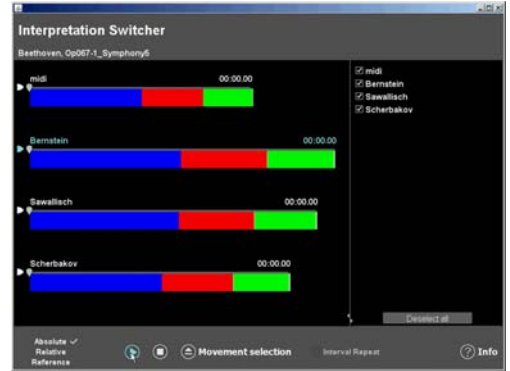 Interpretation Switcher
Beethoven, Op067-1_Symphony5
midi 00:00.00
Bernstein 00:00.00
Sawallisch 00:00.00
Scherbakov 00:00.00
midi
Bernstein
Sawallisch
Scherbakov
Deselect all
Absolute
Relative
Reference
Movement selection
Interval Repeat
? Info